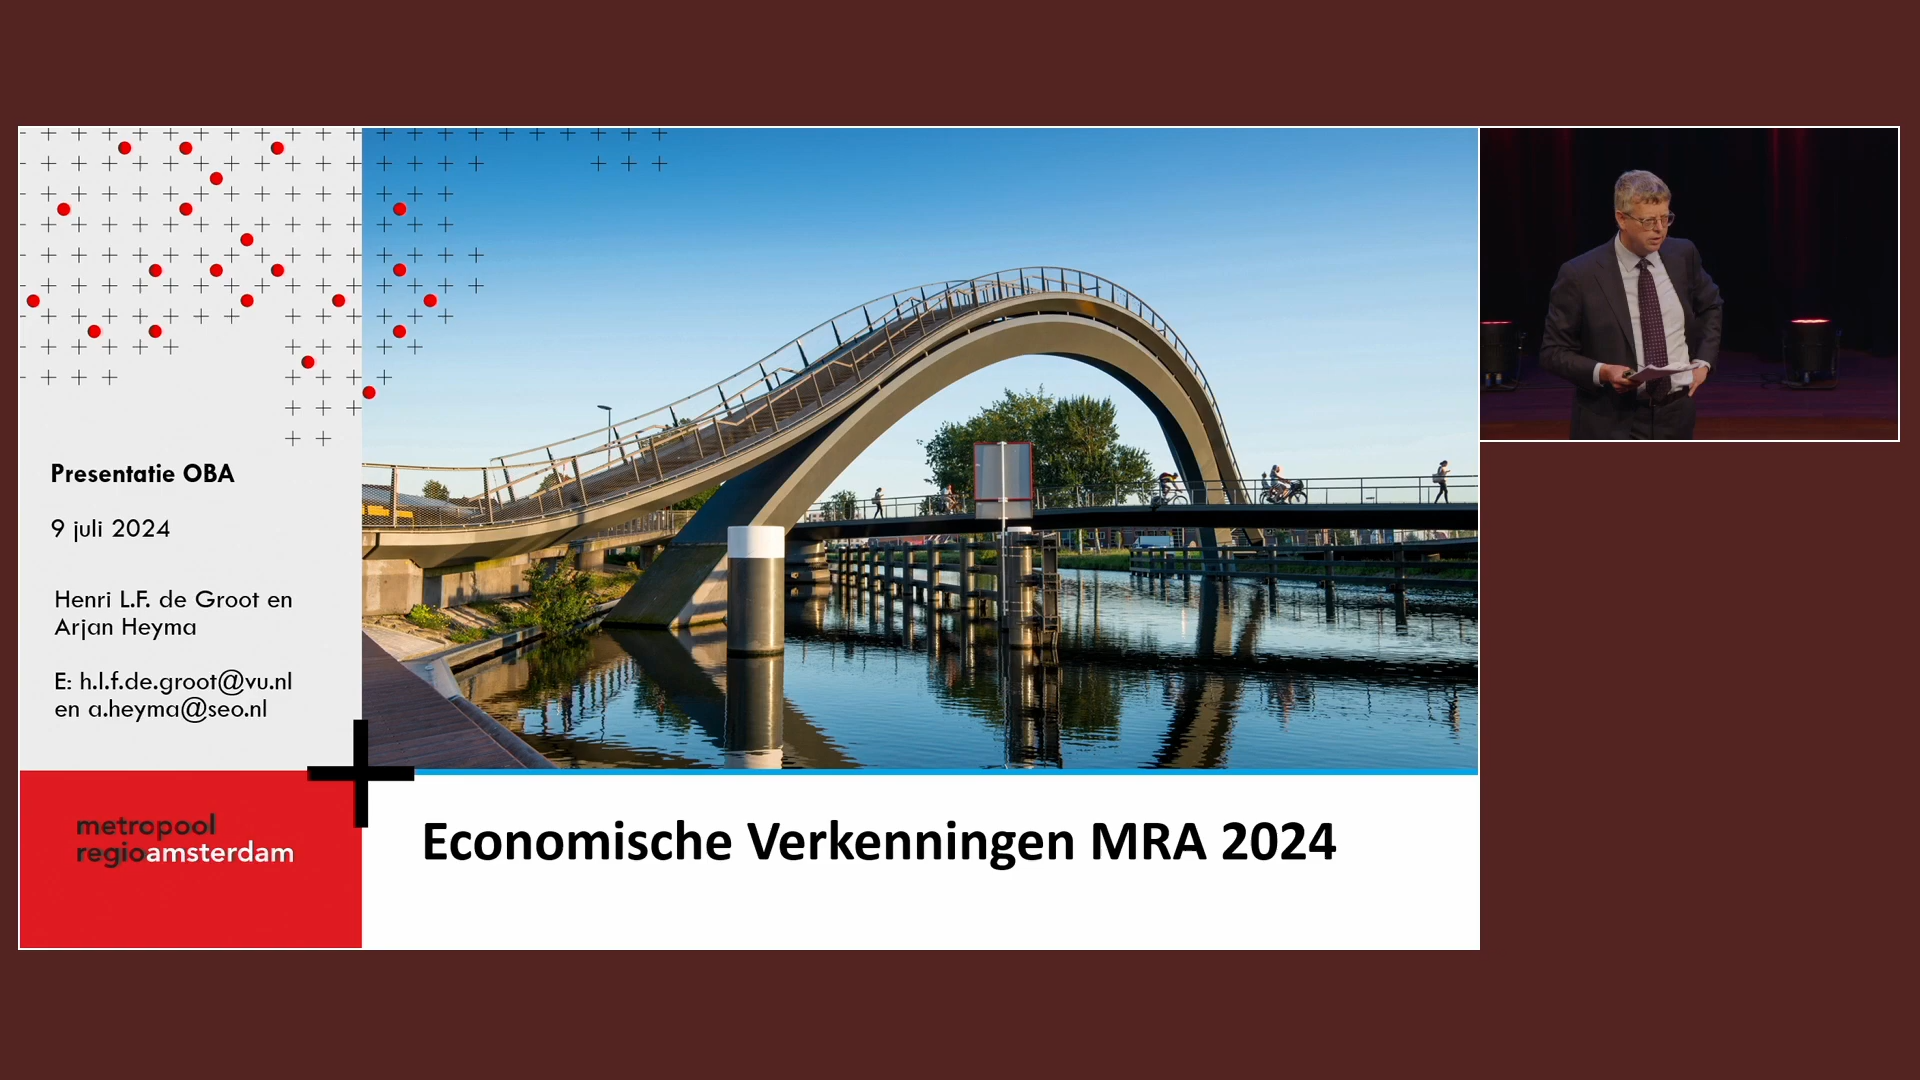 Presentatie OBA
9 juli 2024
Henri L.F. de Groot en
Arjan Heyma
E: h.l.f.de.groot@vu.nl
en a.heyma@seo.nl
metropool
regioamsterdam
Economische Verkenningen MRA 2024